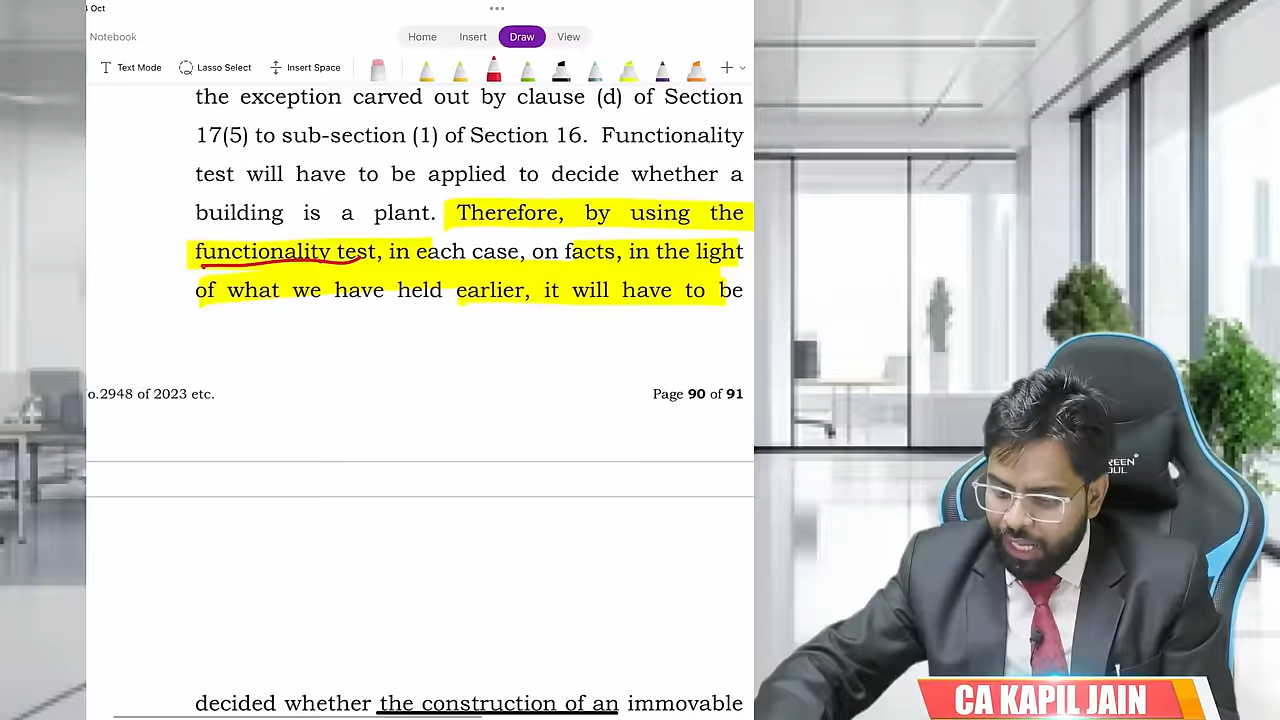 Oct
Notebook
Home Insert Draw View
Text Mode Lasso Select Insert Space
the exception carved out by clause (d) of Section
17(5) to sub-section (1) of Section 16. Functionality
test will have to be applied to decide whether a
building is a plant. Therefore, by using the
functionality test, in each case, on facts, in the light
of what we have held earlier, it will have to be
o.2948 of 2023 etc. Page 90 of 91
decided whether the construction of an immovable
CA KAPIL JAIN